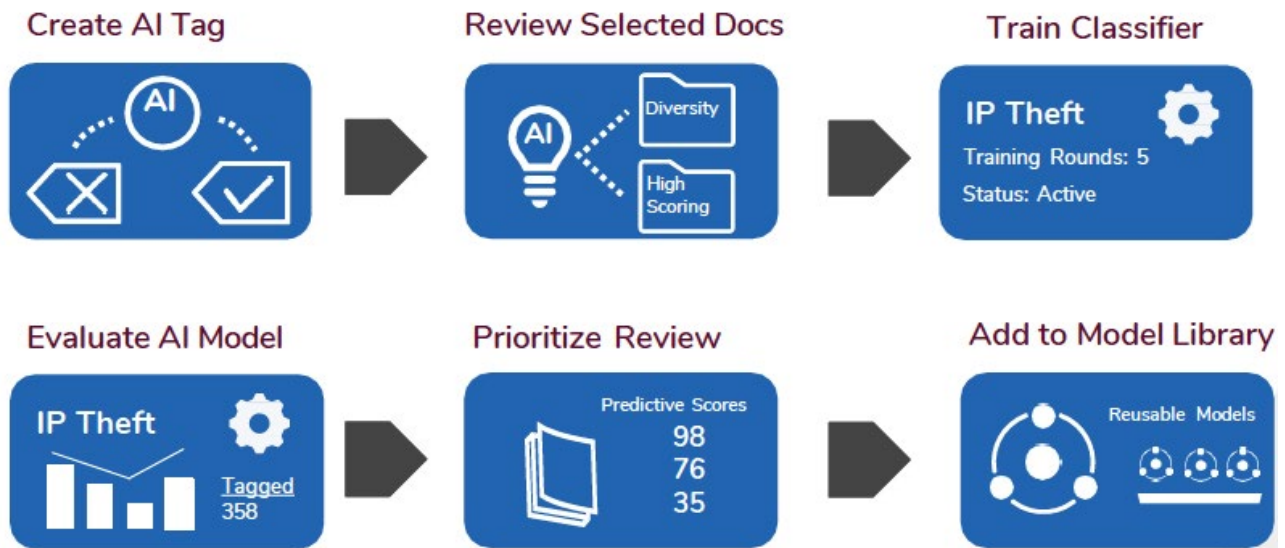 Create AI Tag
AI
Review Selected Docs
AI
Diversity
High
Scoring
Train Classifier
IP Theft
Training Rounds: 5
Status: Active
Evaluate AI Model
IP Theft
Tagged
358
Prioritize Review
Predictive Scores
98
76
35
Add to Model Library
Reusable Models